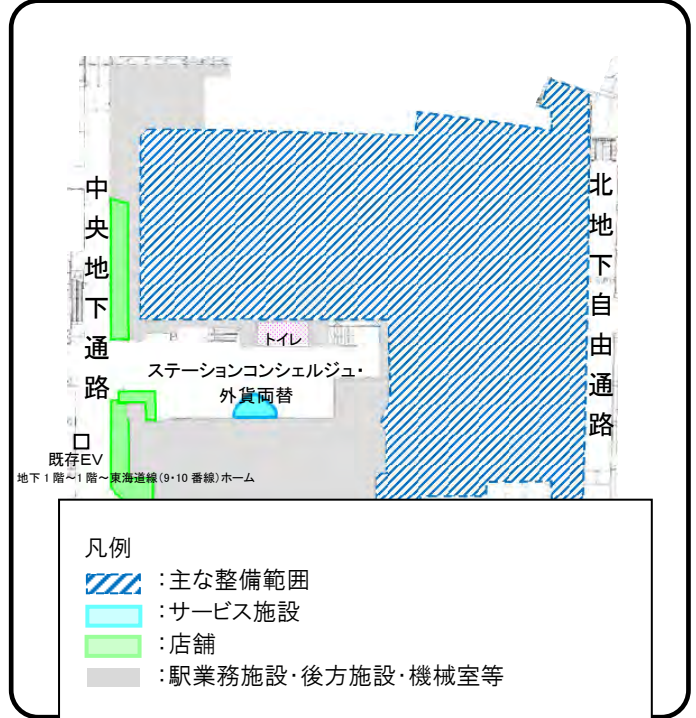 中央地下通路
北地下自由通路
トイレ
ステーションコンシェルジュ・
外貨両替
既存EV
地下1階~1階~東海道線(9・10番線)ホーム
凡例
:主な整備範囲
:サービス施設
:店舗
:駅業務施設・後方施設・機械室等